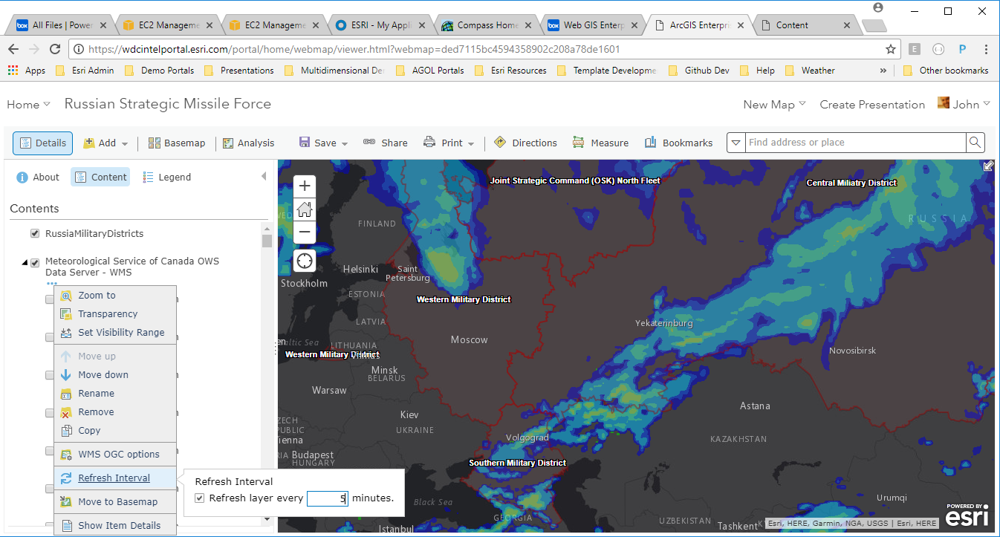 All Files | Power
EC2 Manageme
EC2 Manageme
ESRI - My Appli
Compass Home
Web GIS Enterp
ArcGIS Enterpris
Content
https://wdcintelportal.esri.com/portal/home/webmap/viewer.html?webmap=ded7115bc4594358902c208a78de1601
Apps
Esri Admin
Demo Portals
Presentations
Multidimensional De
AGOL Portals
Esri Resources
Template Developme
Github Dev
Help
Weather
»
Other bookmarks
Home
Russian Strategic Missile Force
New Map
Create Presentation
John
Details
Add
Basemap
Analysis
Save
Share
Print
Directions
Measure
Bookmarks
Find address or place
About
Content
Legend
Contents
RussiaMilitaryDistricts
Meteorological Service of Canada OWS
Data Server - WMS
Zoom to
Transparency
Set Visibility Range
Move up
Move down
Rename
Remove
Copy
WMS OGC options
Refresh Interval
Move to Basemap
Show Item Details
Refresh Interval
Refresh layer every 5 minutes.
Joint Strategic Command (OSK) North Fleet
Central Miliatry District
RUSSIA
FINLAND
Helsinki
Saint
Petersburg
Stockholm
ESTONIA
Western Military District
LATVIA
Yekaterinburg
Moscow
altic Sea
LITHUANIA
Western Military District
Novosibirsk
Minsk
BELARUS
Warsaw
Kiev
UKRAINE
Astana
KAZAKHSTAN
ZECH
PUBLIC
ienna
Volgograd
Budapest
HUNGARY
Southern Military District
Black Sea
GEORGIA
Urumqi
UZBEKISTAN
Tashkent
Istanbul
POWERED BY
esri
Esri, HERE, Garmin, NGA, USGS | Esri, HERE